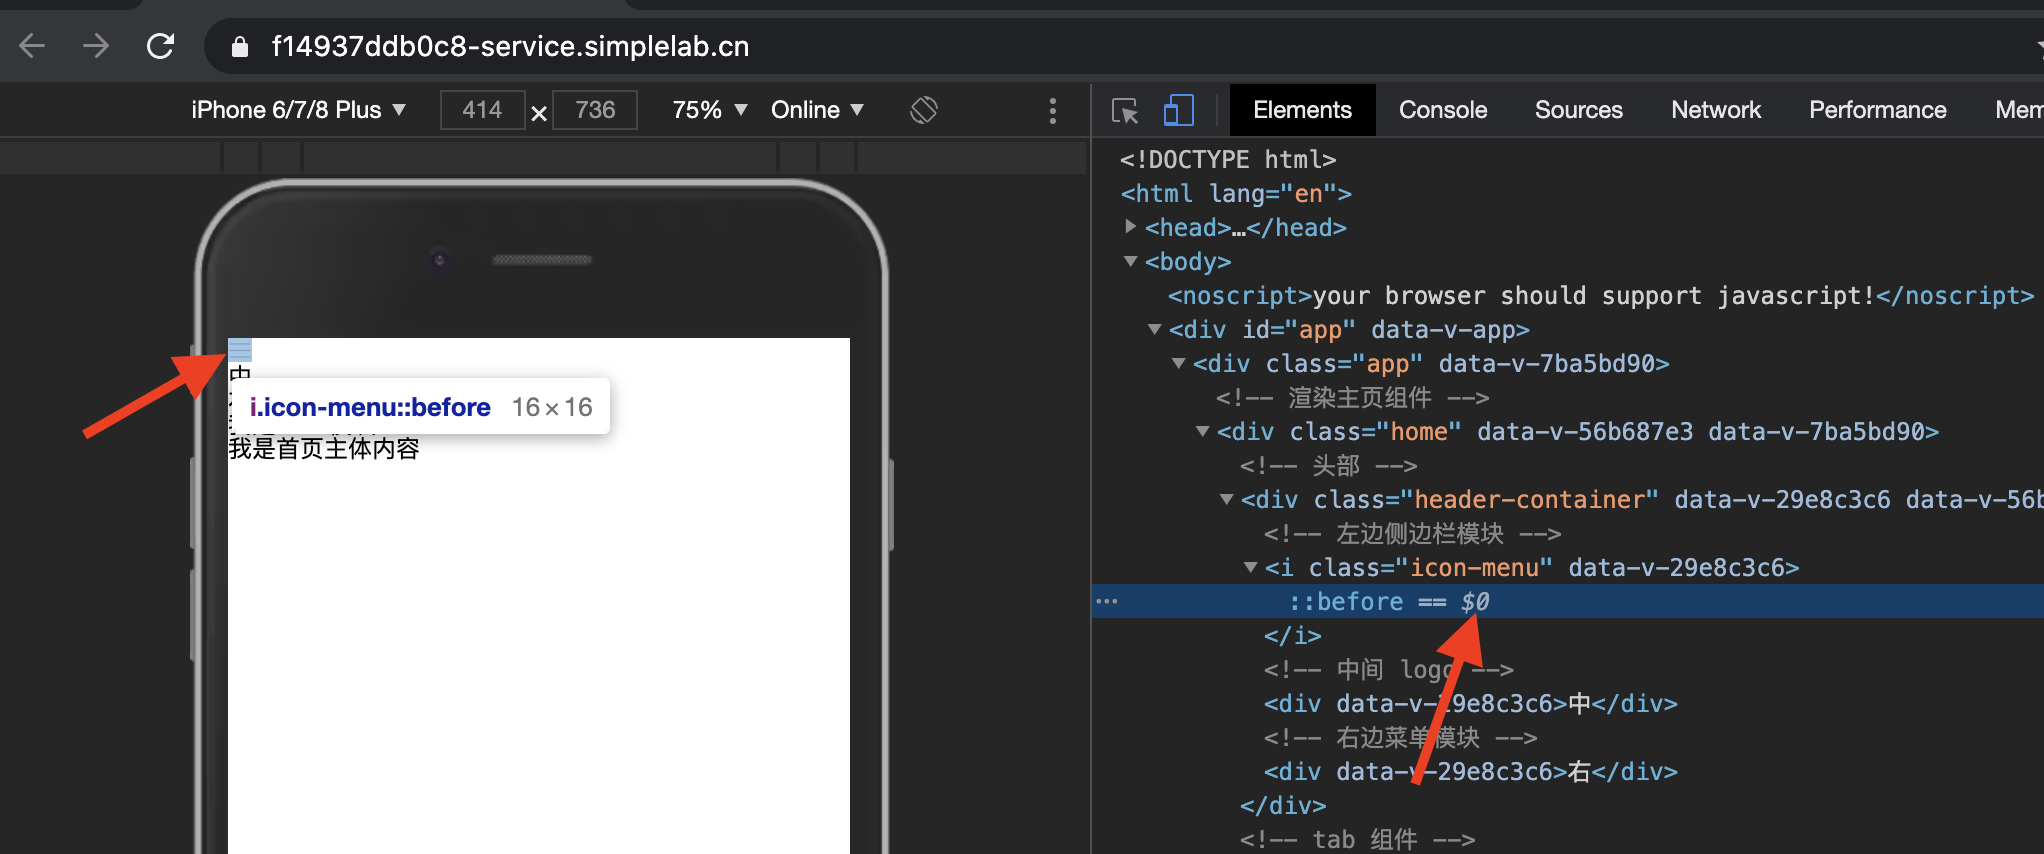 f14937ddb0c8-service.simplelab.cn
iPhone 6/7/8 Plus ▼ 414 × 736 75% ▼ Online ▼
Elements Console Sources Network Performance Mem
中
i.icon-menu::before 16×16
我是首页主体内容
<!DOCTYPE html>
<html lang="en">
<head>…</head>
<body>
<noscript>your browser should support javascript!</noscript>
<div id="app" data-v-app>
<div class="app" data-v-7ba5bd90>
<!-- 渲染主页组件 -->
<div class="home" data-v-56b687e3 data-v-7ba5bd90>
<!-- 头部 -->
<div class="header-container" data-v-29e8c3c6 data-v-56b
<!-- 左边侧边栏模块 -->
<i class="icon-menu" data-v-29e8c3c6>
::before == $0
</i>
<!-- 中间 logo -->
<div data-v-29e8c3c6>中</div>
<!-- 右边菜单模块 -->
<div data-v-29e8c3c6>右</div>
</div>
<!-- tab 组件 -->